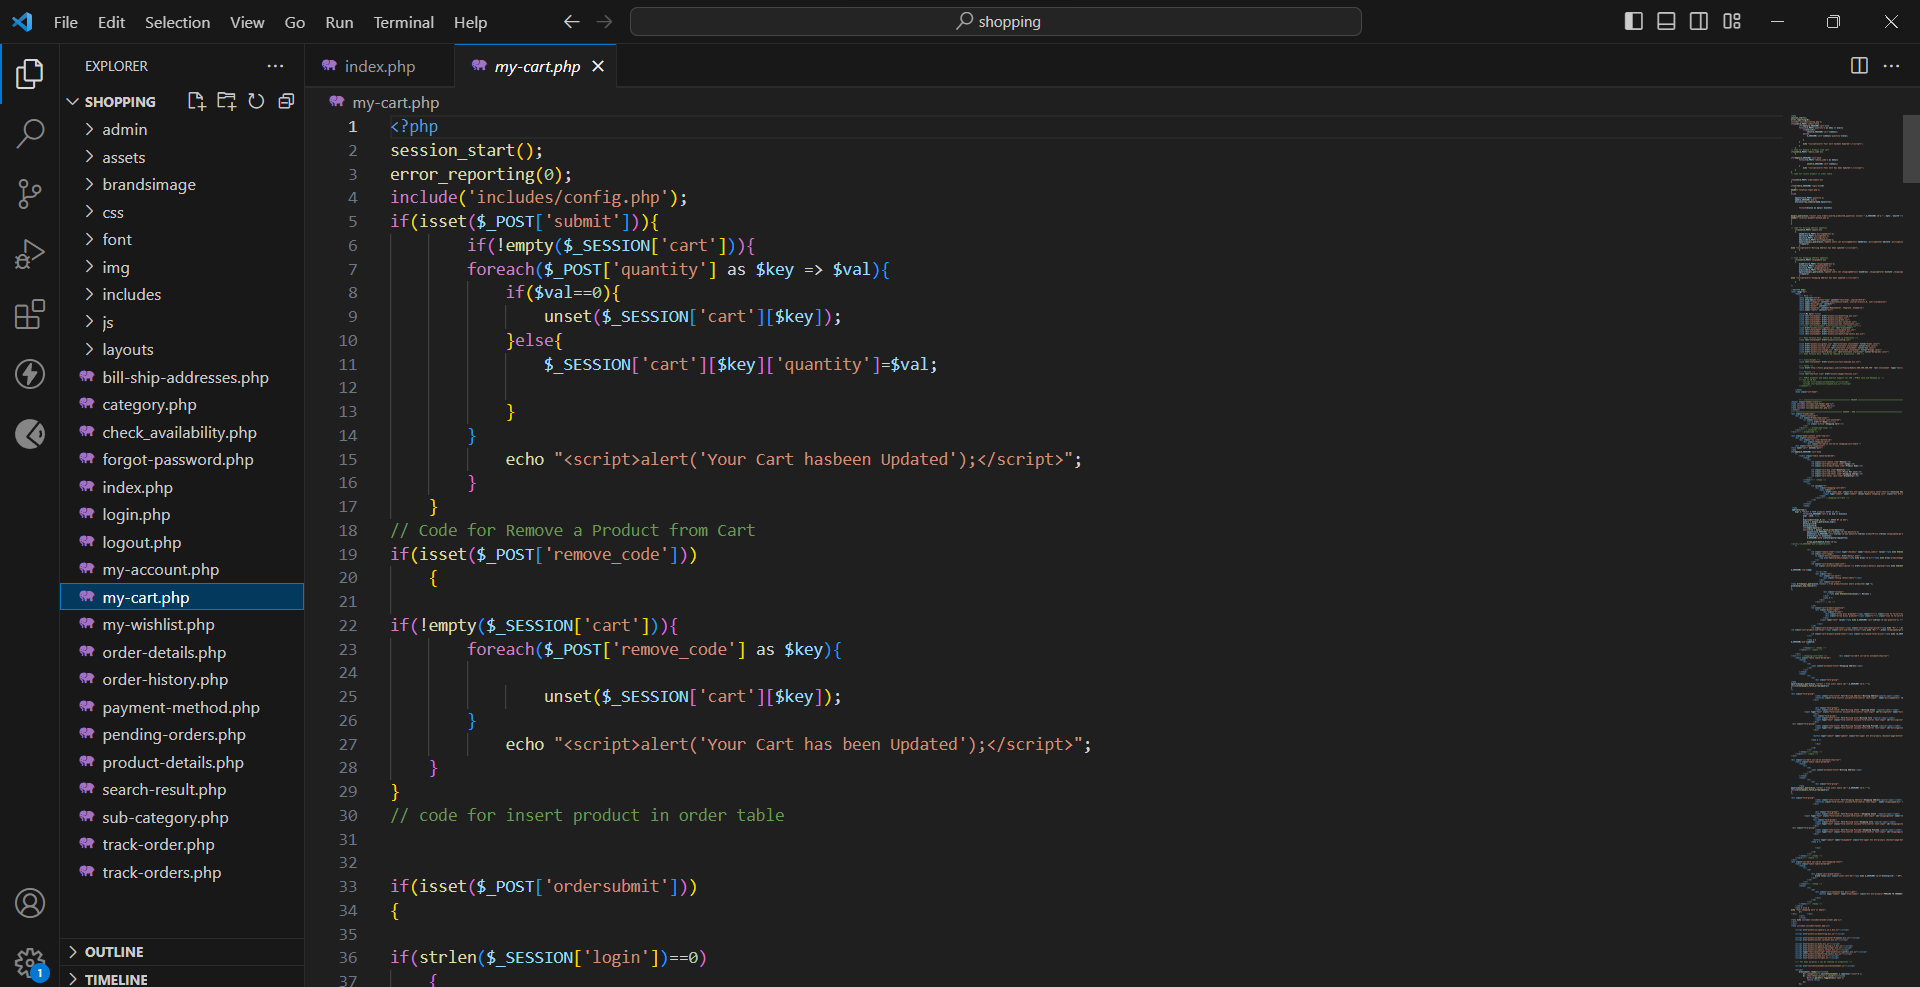 File Edit Selection View Go Run Terminal Help
shopping
EXPLORER
SHOPPING
admin
assets
brandsimage
css
font
img
includes
js
layouts
bill-ship-addresses.php
category.php
check_availability.php
forgot-password.php
index.php
login.php
logout.php
my-account.php
my-cart.php
my-wishlist.php
order-details.php
order-history.php
payment-method.php
pending-orders.php
product-details.php
search-result.php
sub-category.php
track-order.php
track-orders.php
OUTLINE
TIMELINE
1
index.php my-cart.php
my-cart.php
1 <?php
2 session_start();
3 error_reporting(0);
4 include('includes/config.php');
5 if(isset($_POST['submit'])){
6 if(!empty($_SESSION['cart'])){
7 foreach($_POST['quantity'] as $key => $val){
8 if($val==0){
9 unset($_SESSION['cart'][$key]);
10 }else{
11 $_SESSION['cart'][$key]['quantity']=$val;
12
13 }
14 }
15 echo "<script>alert('Your Cart hasbeen Updated');</script>";
16 }
17 }
18 // Code for Remove a Product from Cart
19 if(isset($_POST['remove_code']))
20 {
21
22 if(!empty($_SESSION['cart'])){
23 foreach($_POST['remove_code'] as $key){
24
25 unset($_SESSION['cart'][$key]);
26 }
27 echo "<script>alert('Your Cart has been Updated');</script>";
28 }
29 }
30 // code for insert product in order table
31
32
33 if(isset($_POST['ordersubmit']))
34 {
35
36 if(strlen($_SESSION['login'])==0)
37 {